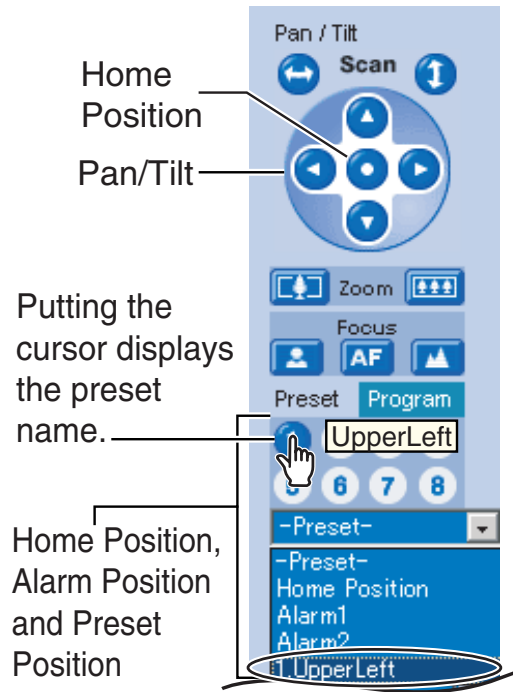 Pan / Tilt
Scan
Home
Position
Pan/Tilt
Zoom
Focus
AF
Putting the
cursor displays
the preset
name.
Preset Program
UpperLeft
6 7 8
-Preset-
-Preset-
Home Position
Alarm1
Alarm2
1.UpperLeft
Home Position,
Alarm Position
and Preset
Position